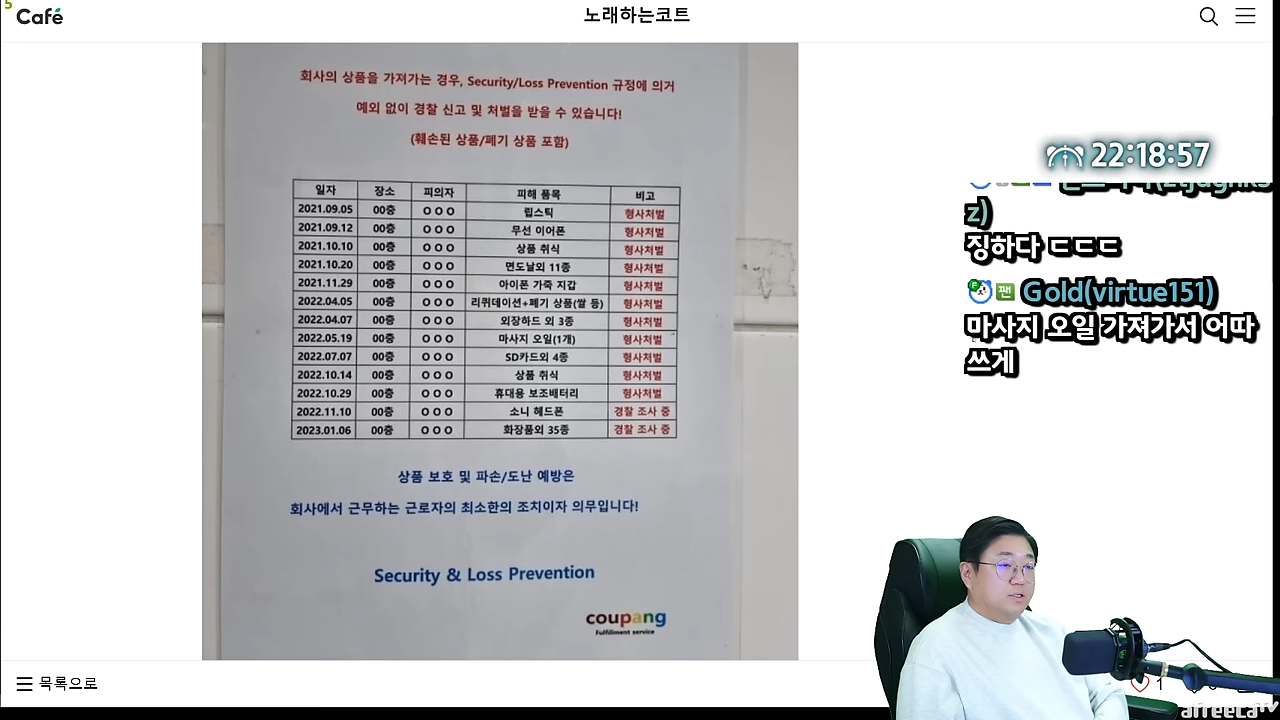 5
Café
노래하는코트
회사의 상품을 가져가는 경우, Security/Loss Prevention 규정에 의거
예외 없이 경찰 신고 및 처벌을 받을 수 있습니다!
(훼손된 상품/폐기 상품 포함)
일자 장소 피의자 피해 품목 비고
2021.09.05 00층 O O O 립스틱 형사처벌
2021.09.12 00층 O O O 무선 이어폰 형사처벌
2021.10.10 00층 O O O 상품 취식 형사처벌
2021.10.20 00층 O O O 면도날외 11종 형사처벌
2021.11.29 00층 O O O 아이폰 가죽 지갑 형사처벌
2022.04.05 00층 O O O 리퀴데이션+폐기 상품(쌀 등) 형사처벌
2022.04.07 00층 O O O 외장하드 외 3종 형사처벌
2022.05.19 00층 O O O 마사지 오일(1개) 형사처벌
2022.07.07 00층 O O O SD카드외 4종 형사처벌
2022.10.14 00층 O O O 상품 취식 형사처벌
2022.10.29 00층 O O O 휴대용 보조배터리 형사처벌
2022.11.10 00층 O O O 소니 헤드폰 경찰 조사 중
2023.01.06 00층 O O O 화장품외 35종 경찰 조사 중
상품 보호 및 파손/도난 예방은
회사에서 근무하는 근로자의 최소한의 조치이자 의무입니다!
Security & Loss Prevention
coupang
Fulfillment service
22:18:57
z)
징하다 ㄷㄷㄷ
F 팬 Gold(virtue151)
마사지 오일 가져가서 어따
쓰게
목록으로
1
afreecaTV